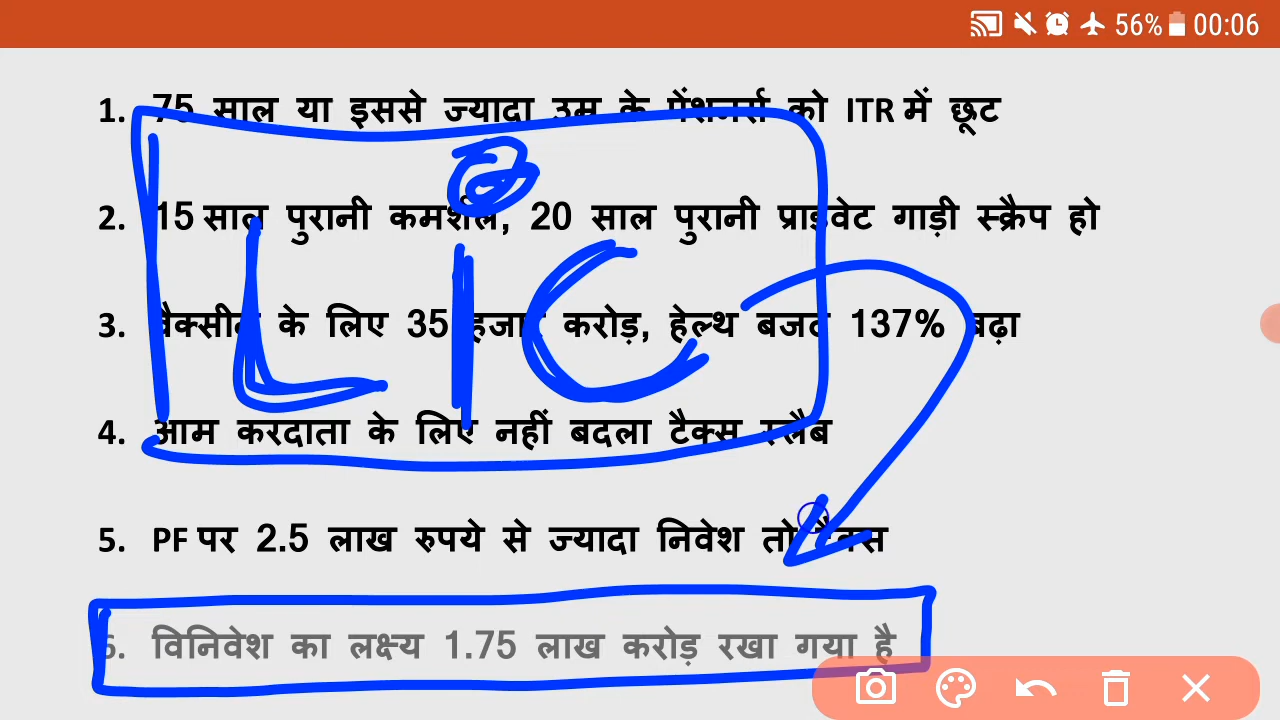 56% 00:06
1. 75 साल या इससे ज्यादा उम्र के पेंशनर्स को ITR में छूट
2. 15 साल पुरानी कमर्शल, 20 साल पुरानी प्राइवेट गाड़ी स्क्रैप हो
3. वैक्सीन के लिए 35 हजार करोड़, हेल्थ बजट 137% बढ़ा
LIC
4. आम करदाता के लिए नहीं बदला टैक्स स्लैब
5. PF पर 2.5 लाख रुपये से ज्यादा निवेश तो टैक्स
6. विनिवेश का लक्ष्य 1.75 लाख करोड़ रखा गया है